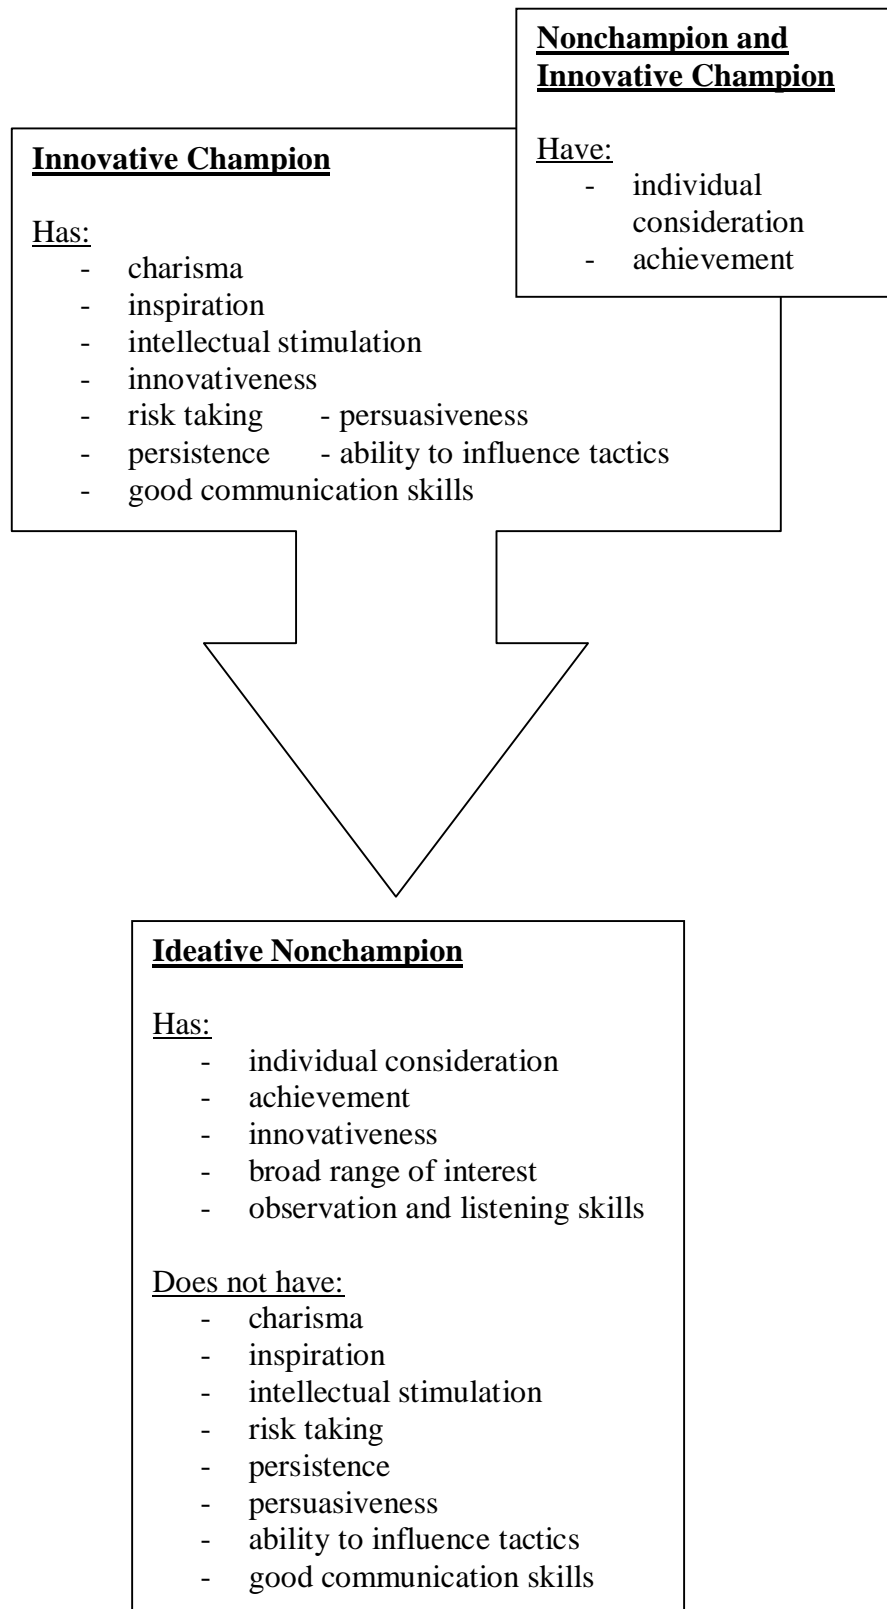 Nonchampion and
Innovative Champion
Have:
- individual
consideration
- achievement
Innovative Champion
Has:
- charisma
- inspiration
- intellectual stimulation
- innovativeness
- risk taking - persuasiveness
- persistence - ability to influence tactics
- good communication skills
Ideative Nonchampion
Has:
- individual consideration
- achievement
- innovativeness
- broad range of interest
- observation and listening skills
Does not have:
- charisma
- inspiration
- intellectual stimulation
- risk taking
- persistence
- persuasiveness
- ability to influence tactics
- good communication skills